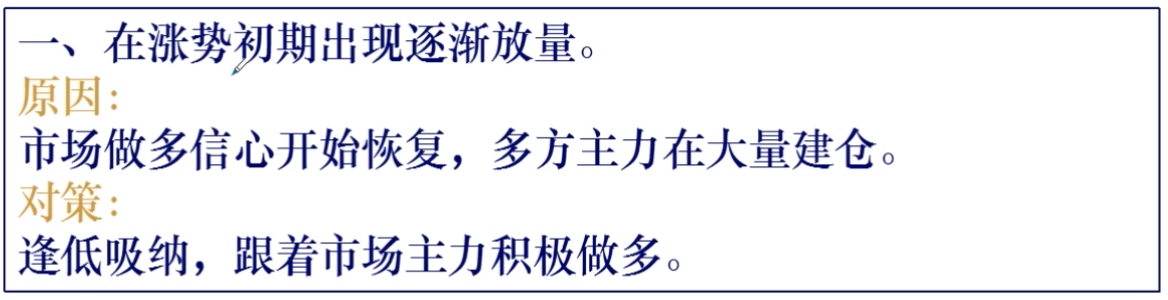 一、在涨势初期出现逐渐放量。
原因：
市场做多信心开始恢复，多方主力在大量建仓。
对策：
逢低吸纳，跟着市场主力积极做多。